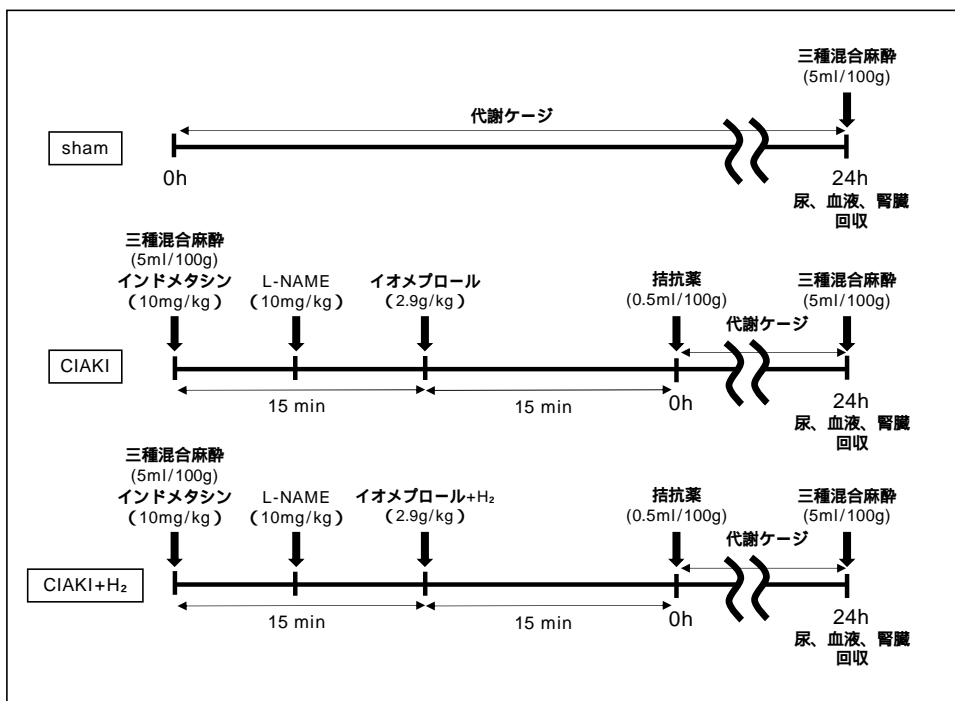 三種混合麻酔
(5ml/100g)
代謝ケージ
sham
0h
24h
尿、血液、腎臓
回収
三種混合麻酔
(5ml/100g)
インドメタシン
（10mg/kg）
L-NAME
（10mg/kg）
イオメプロール
（2.9g/kg）
拮抗薬
(0.5ml/100g)
三種混合麻酔
(5ml/100g)
代謝ケージ
CIAKI
15 min
15 min
0h
24h
尿、血液、腎臓
回収
三種混合麻酔
(5ml/100g)
インドメタシン
（10mg/kg）
L-NAME
（10mg/kg）
イオメプロール+H₂
（2.9g/kg）
拮抗薬
(0.5ml/100g)
三種混合麻酔
(5ml/100g)
代謝ケージ
CIAKI+H₂
15 min
15 min
0h
24h
尿、血液、腎臓
回収